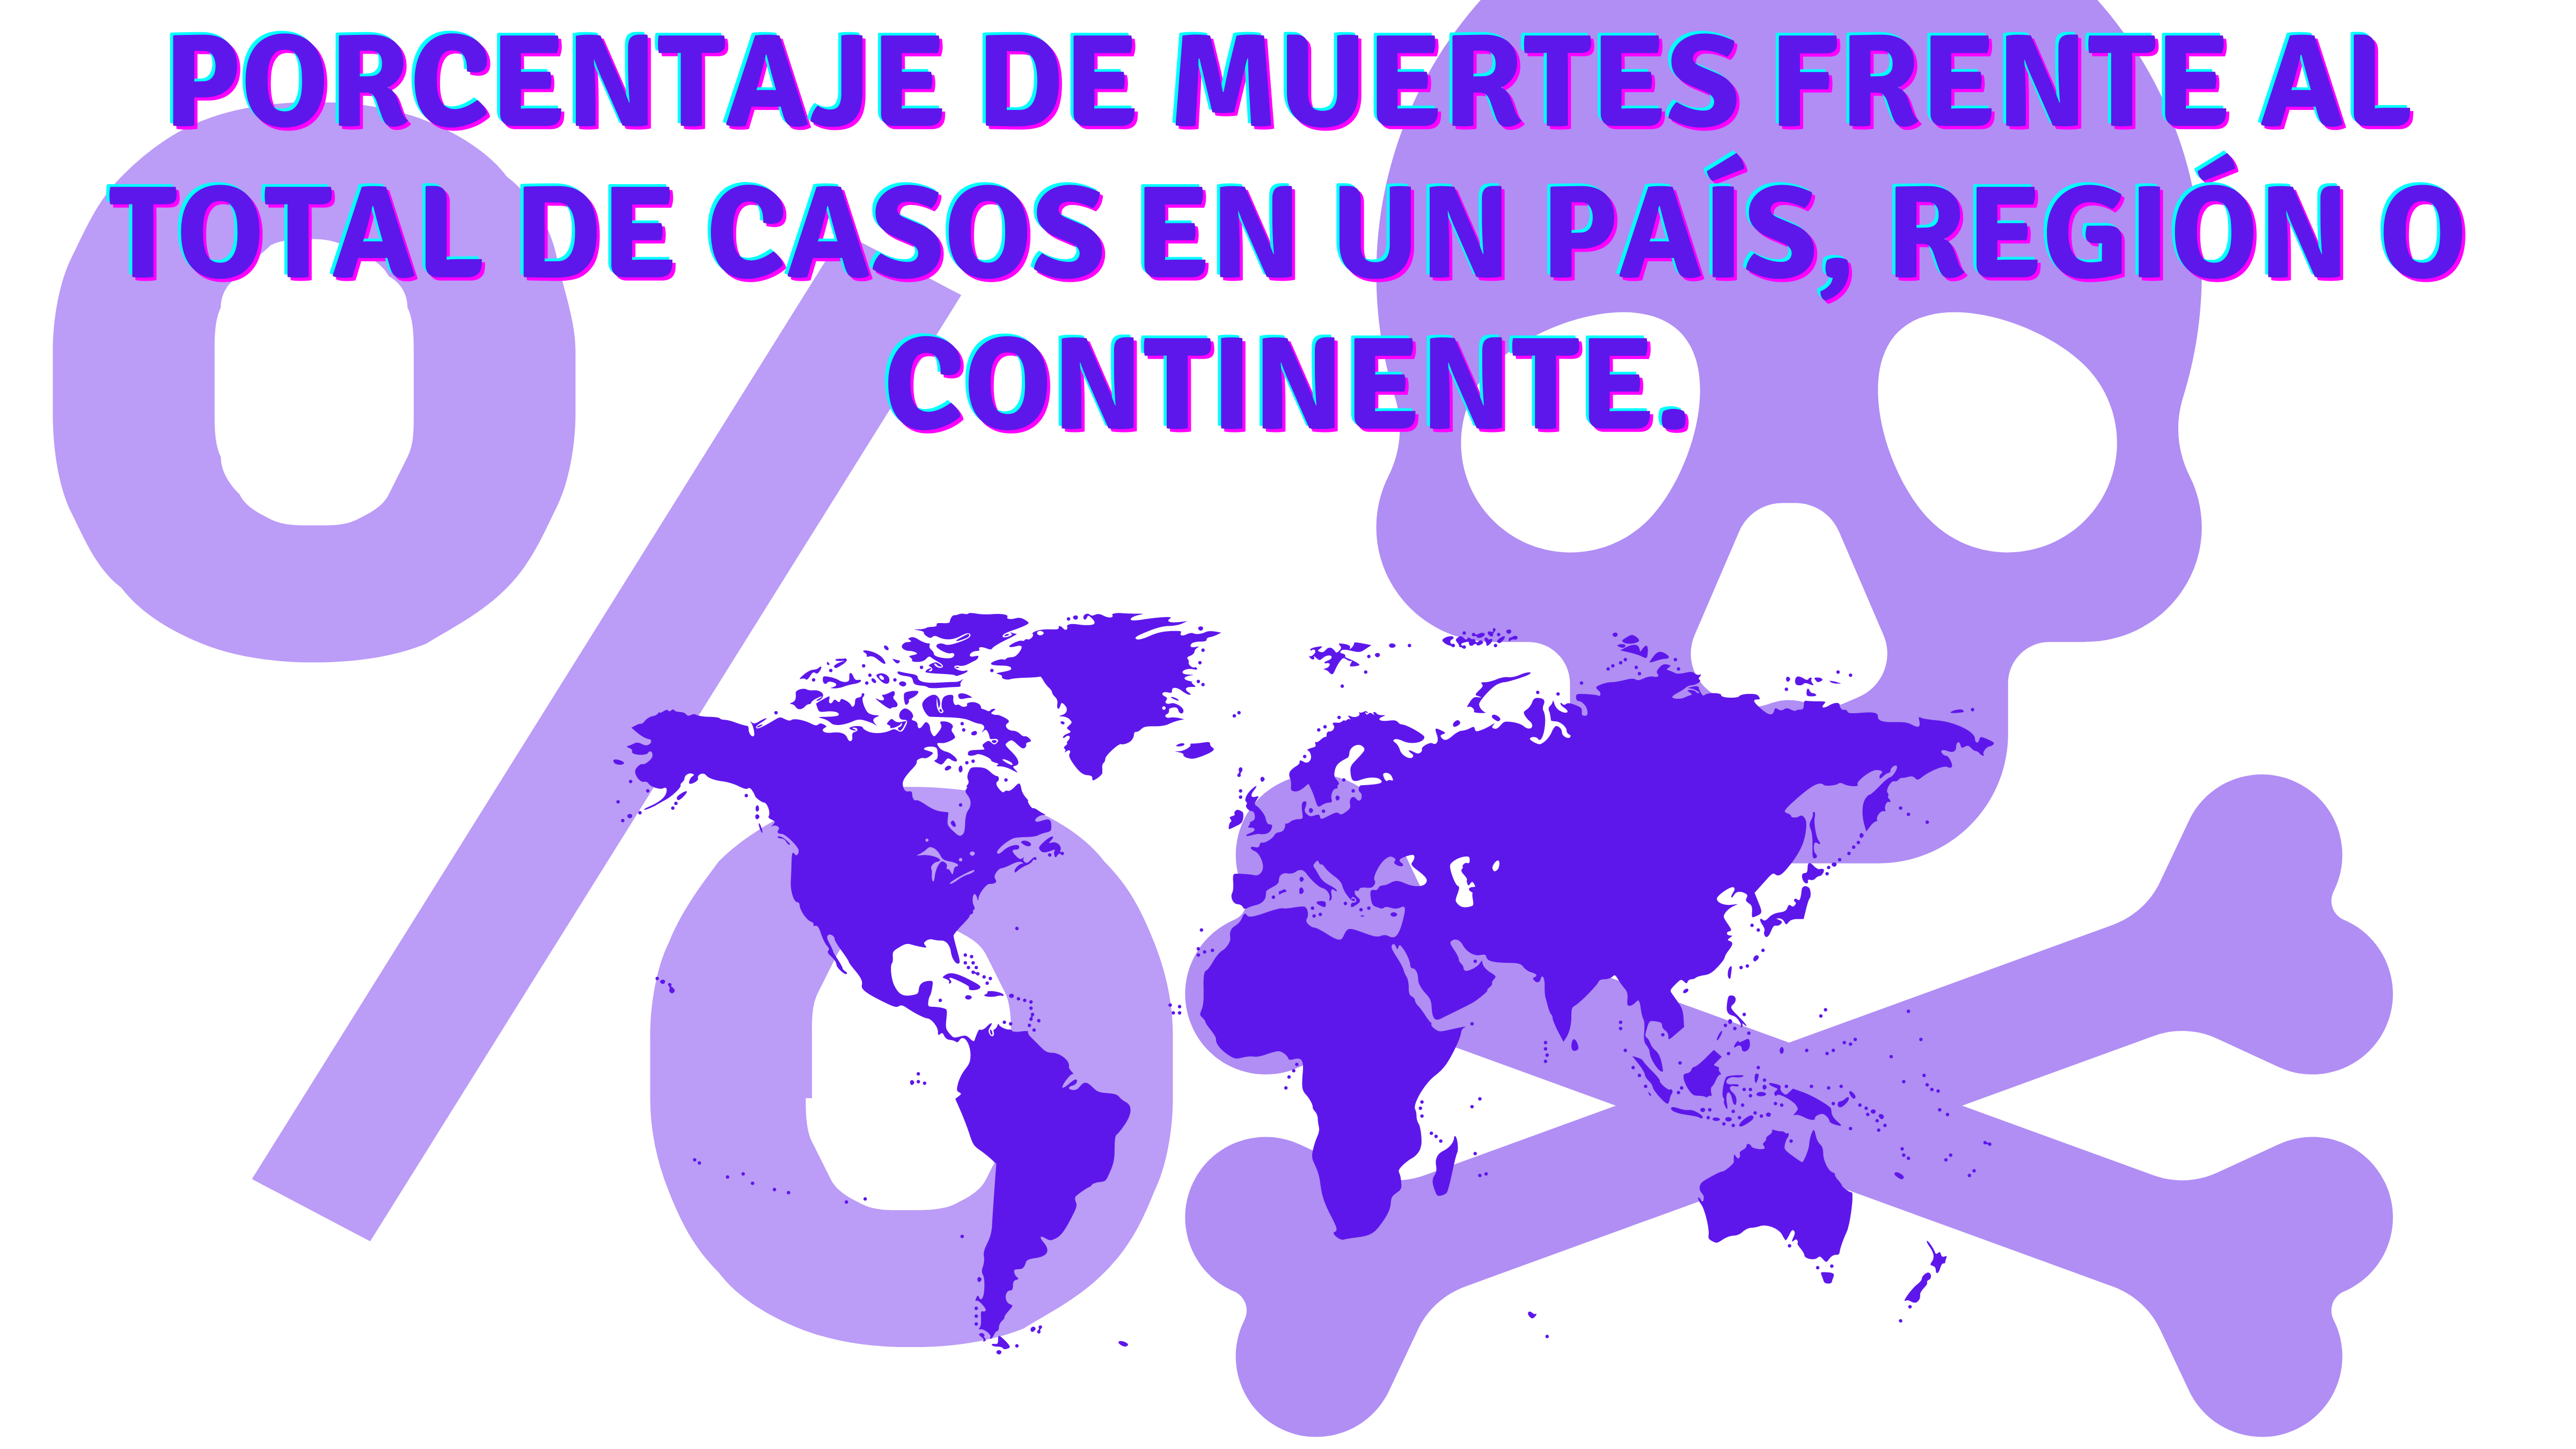 PORCENTAJE DE MUERTES FRENTE AL
TOTAL DE CASOS EN UN PAÍS, REGIÓN O
CONTINENTE.
%